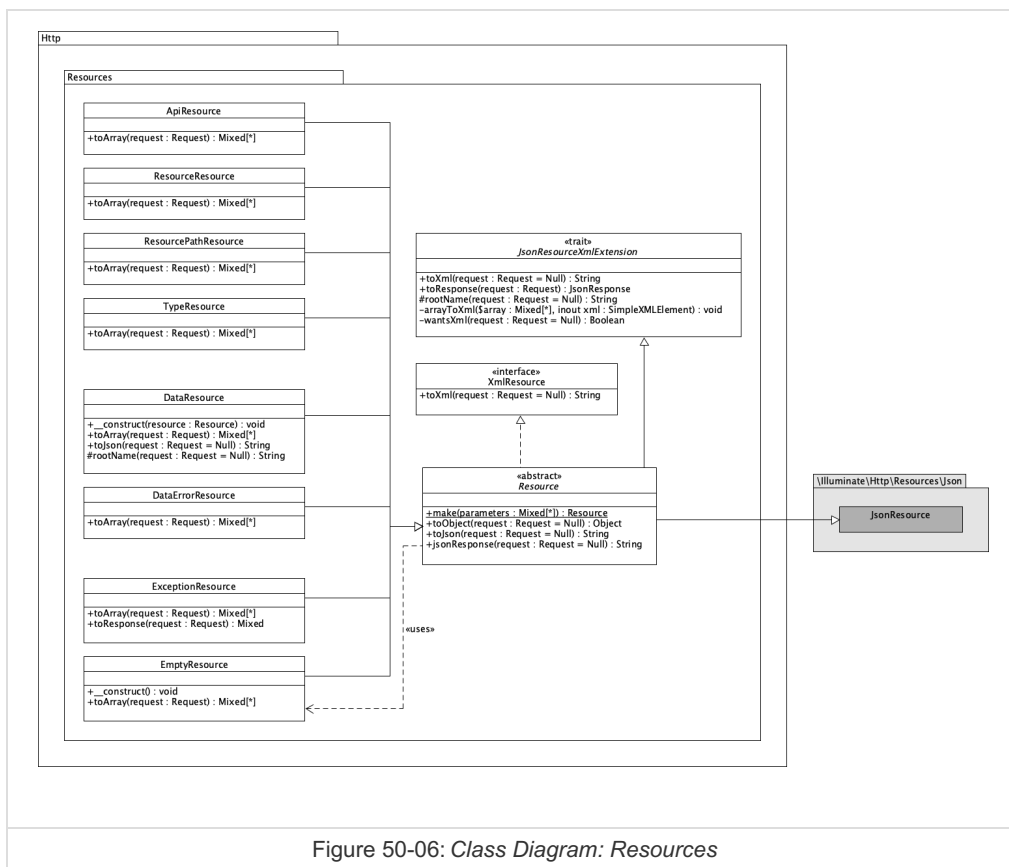 Http
Resources
ApiResource
+toArray(request : Request) : Mixed[*]
ResourceResource
+toArray(request : Request) : Mixed[*]
ResourcePathResource
+toArray(request : Request) : Mixed[*]
TypeResource
+toArray(request : Request) : Mixed[*]
DataResource
+__construct(resource : Resource) : void
+toArray(request : Request) : Mixed[*]
+toJson(request : Request = Null) : String
#rootName(request : Request = Null) : String
DataErrorResource
+toArray(request : Request) : Mixed[*]
ExceptionResource
+toArray(request : Request) : Mixed[*]
+toResponse(request : Request) : Mixed
EmptyResource
+__construct() : void
+toArray(request : Request) : Mixed[*]
«trait»
JsonResourceXmlExtension
+toXml(request : Request = Null) : String
+toResponse(request : Request) : JsonResponse
#rootName(request : Request = Null) : String
-arrayToXml($array : Mixed[*], inout xml : SimpleXMLElement) : void
-wantsXml(request : Request = Null) : Boolean
«interface»
XmlResource
+toXml(request : Request = Null) : String
«abstract»
Resource
+make(parameters : Mixed[*]) : Resource
+toObject(request : Request = Null) : Object
+toJson(request : Request = Null) : String
+jsonResponse(request : Request = Null) : String
«uses»
\Illuminate\Http\Resources\Json
JsonResource
Figure 50-06: Class Diagram: Resources